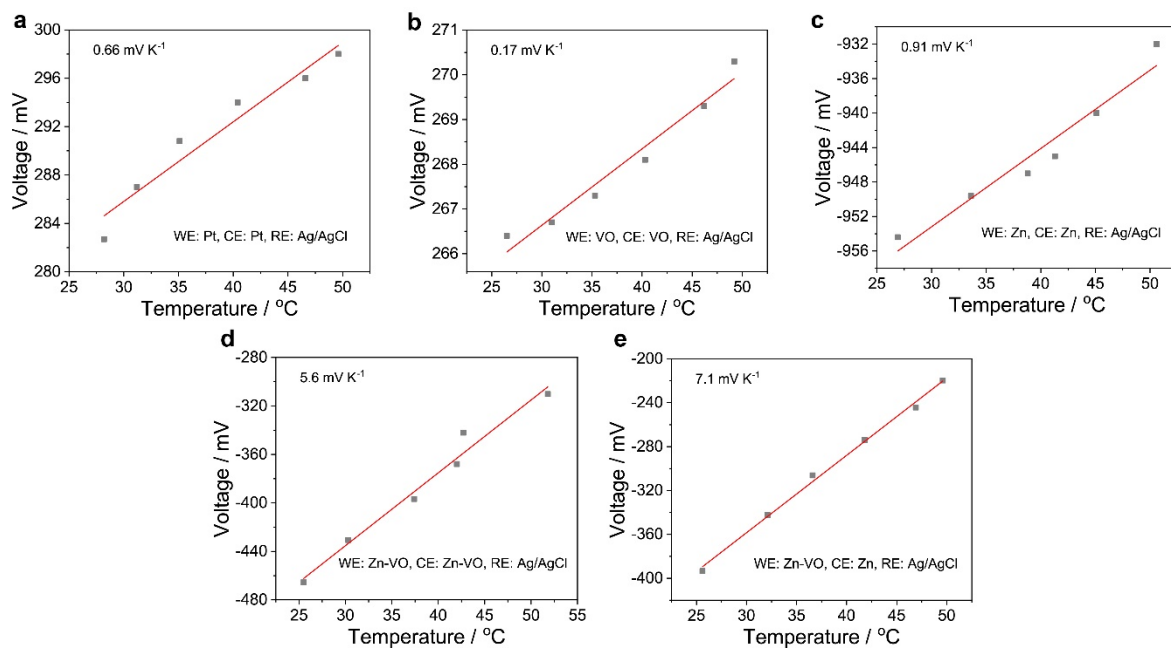 a
0.66 mV K⁻¹
300
296
292
288
284
280
Voltage / mV
WE: Pt, CE: Pt, RE: Ag/AgCl
25 30 35 40 45 50
Temperature / °C
b
0.17 mV K⁻¹
271
270
269
268
267
266
Voltage / mV
WE: VO, CE: VO, RE: Ag/AgCl
25 30 35 40 45 50
Temperature / °C
c
0.91 mV K⁻¹
-932
-936
-940
-944
-948
-952
-956
Voltage / mV
WE: Zn, CE: Zn, RE: Ag/AgCl
25 30 35 40 45 50
Temperature / °C
d
5.6 mV K⁻¹
-280
-320
-360
-400
-440
-480
Voltage / mV
WE: Zn-VO, CE: Zn-VO, RE: Ag/AgCl
25 30 35 40 45 50 55
Temperature / °C
e
7.1 mV K⁻¹
-200
-240
-280
-320
-360
-400
Voltage / mV
WE: Zn-VO, CE: Zn, RE: Ag/AgCl
25 30 35 40 45 50
Temperature / °C